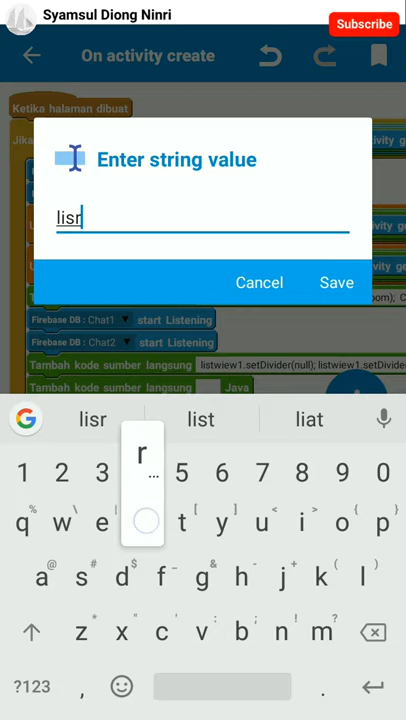 Syamsul Diong Ninri
Subscribe
On activity create
Ketika halaman dibuat
Jika
Enter string value
lisr
Cancel Save
Firebase DB : Chat1 start Listening
Firebase DB : Chat2 start Listening
Tambah kode sumber langsung listwiew1.setDivider(null); listwiew1.setDivider
Tambah kode sumber langsung Java
lisr list liat
r
...
1 2 3 5 6 7 8 9 0
q w e t y u i o p
a s d f g h j k l
z x c v b n m
?123 , .